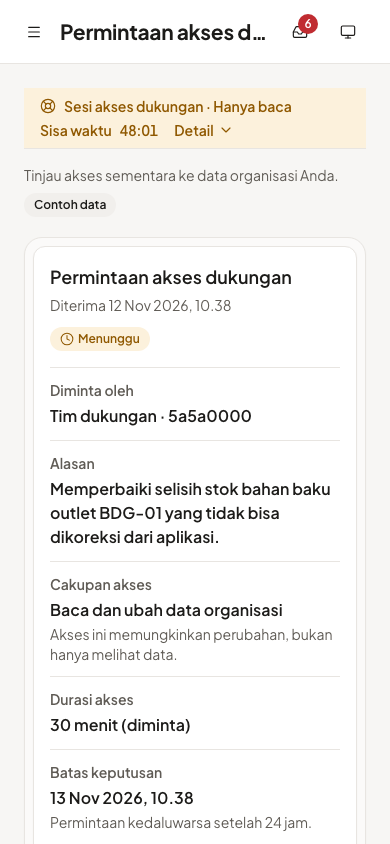 Permintaan akses d...
6
Sesi akses dukungan · Hanya baca
Sisa waktu 48:01 Detail
Tinjau akses sementara ke data organisasi Anda.
Contoh data
Permintaan akses dukungan
Diterima 12 Nov 2026, 10.38
Menunggu
Diminta oleh
Tim dukungan · 5a5a0000
Alasan
Memperbaiki selisih stok bahan baku
outlet BDG-01 yang tidak bisa
dikoreksi dari aplikasi.
Cakupan akses
Baca dan ubah data organisasi
Akses ini memungkinkan perubahan, bukan
hanya melihat data.
Durasi akses
30 menit (diminta)
Batas keputusan
13 Nov 2026, 10.38
Permintaan kedaluwarsa setelah 24 jam.